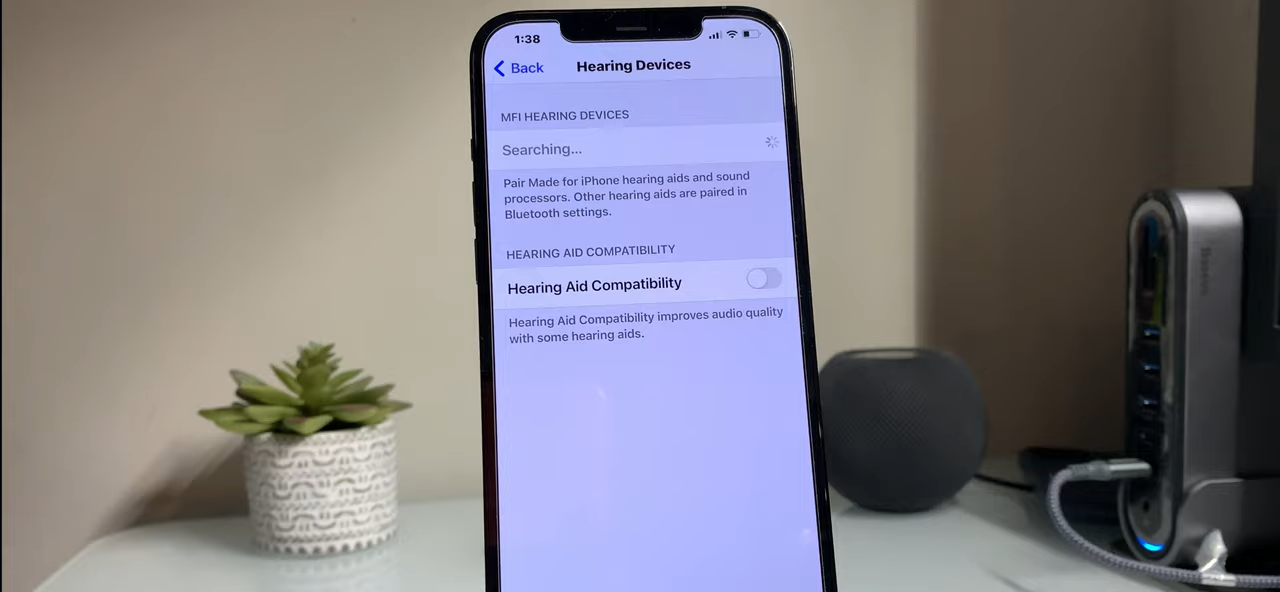 1:38
Back
Hearing Devices
MFI HEARING DEVICES
Searching...
Pair Made for iPhone hearing aids and sound
processors. Other hearing aids are paired in
Bluetooth settings.
HEARING AID COMPATIBILITY
Hearing Aid Compatibility
Hearing Aid Compatibility improves audio quality
with some hearing aids.